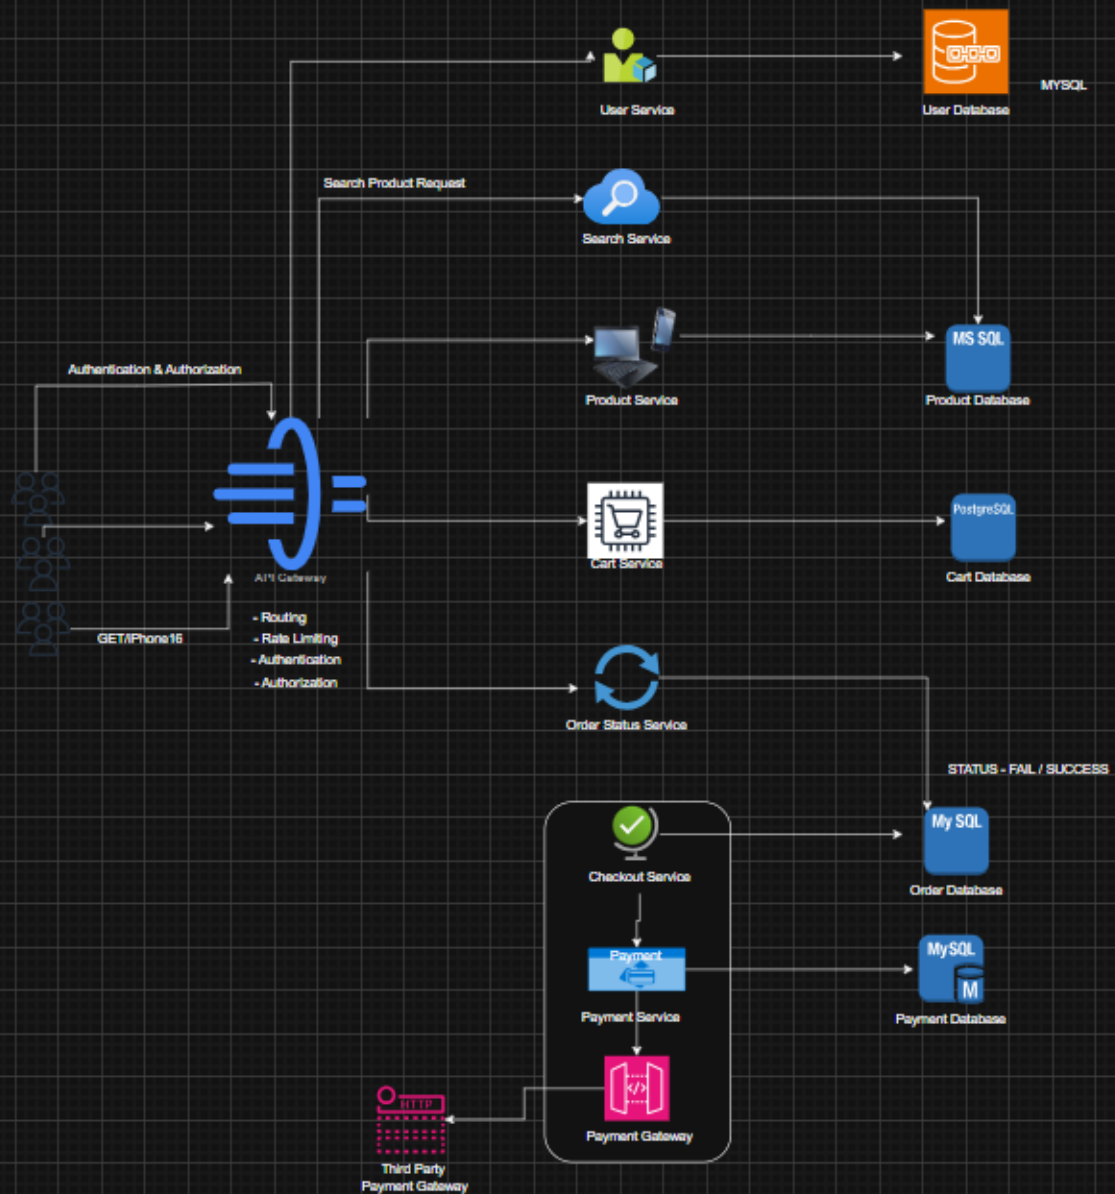 User Service
User Database
MYSQL
Search Product Request
Search Service
MS SQL
Product Service
Product Database
Authentication & Authorization
API Gateway
GET/iPhone16
- Routing
- Rate Limiting
- Authentication
- Authorization
Cart Service
PostgreSQL
Cart Database
Order Status Service
STATUS - FAIL / SUCCESS
My SQL
Order Database
Checkout Service
Payment
Payment Service
MySQL
M
Payment Database
</>
Payment Gateway
HTTP
Third Party
Payment Gateway